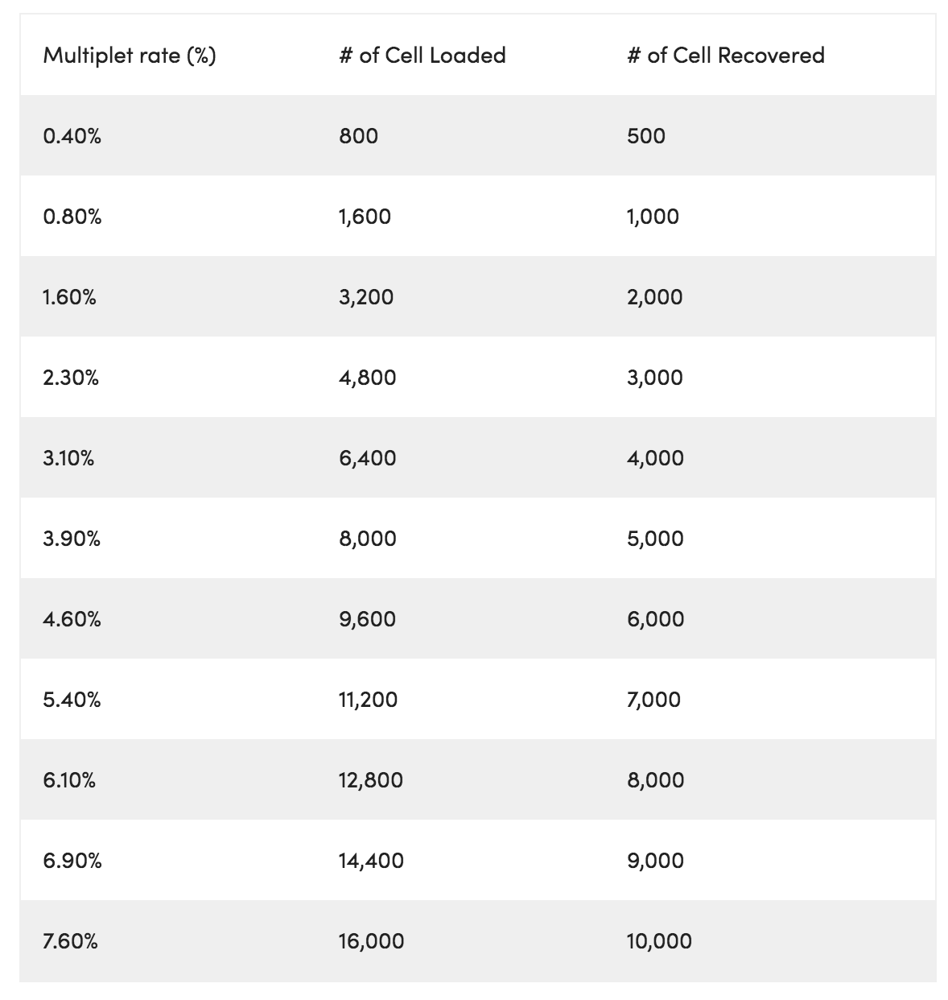 Multiplet rate (%) # of Cell Loaded # of Cell Recovered
0.40% 800 500
0.80% 1,600 1,000
1.60% 3,200 2,000
2.30% 4,800 3,000
3.10% 6,400 4,000
3.90% 8,000 5,000
4.60% 9,600 6,000
5.40% 11,200 7,000
6.10% 12,800 8,000
6.90% 14,400 9,000
7.60% 16,000 10,000